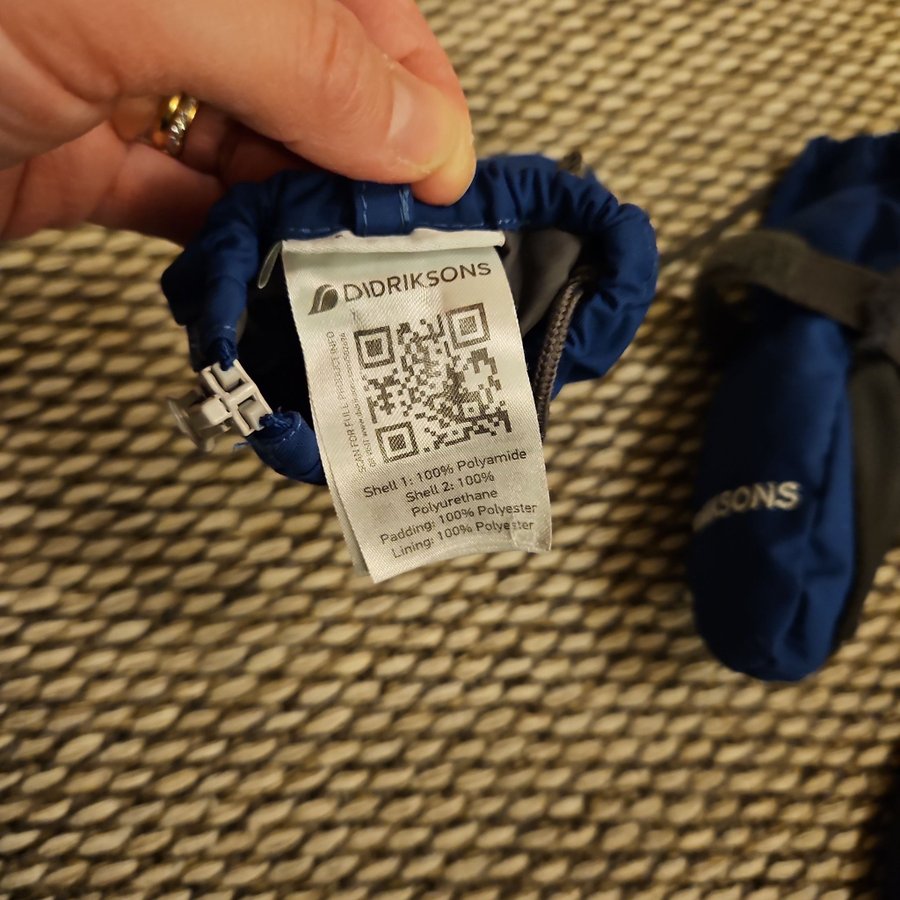 DIDRIKSONS
SCAN FOR FULL PRODUCT INFO
Shell 1: 100% Polyamide
Shell 2: 100%
Polyurethane
Padding: 100% Polyester
Lining: 100% Polyester
KSONS